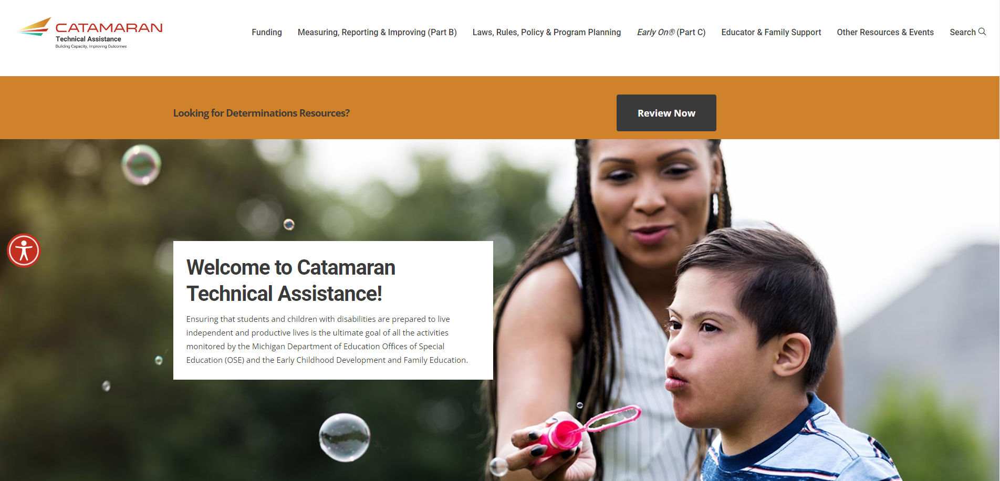 CATAMARAN
Technical Assistance
Building Capacity, Improving Outcomes
Funding
Measuring, Reporting & Improving (Part B)
Laws, Rules, Policy & Program Planning
Early On® (Part C)
Educator & Family Support
Other Resources & Events
Search
Looking for Determinations Resources?
Review Now
Welcome to Catamaran
Technical Assistance!
Ensuring that students and children with disabilities are prepared to live
independent and productive lives is the ultimate goal of all the activities
monitored by the Michigan Department of Education Offices of Special
Education (OSE) and the Early Childhood Development and Family Education.